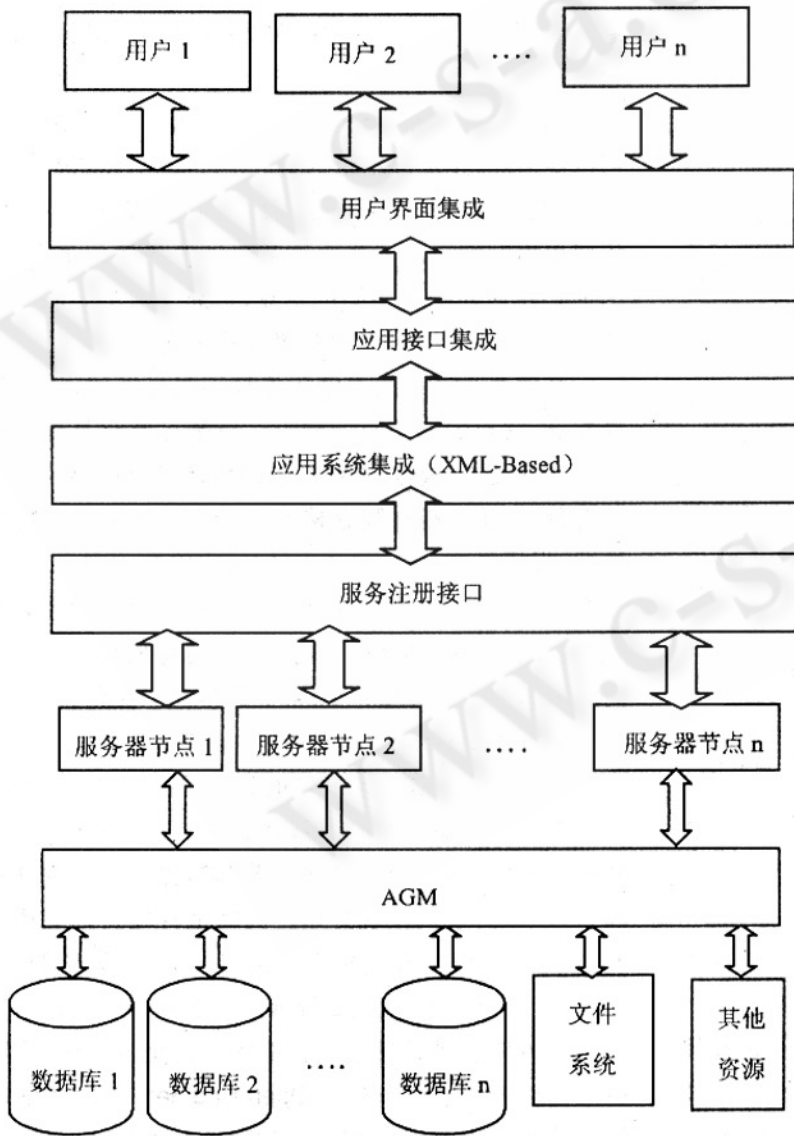 用户 1
用户 2
....
用户 n
用户界面集成
应用接口集成
应用系统集成（XML-Based）
服务注册接口
服务器节点 1
服务器节点 2
....
服务器节点 n
AGM
数据库 1
数据库 2
....
数据库 n
文件
系统
其他
资源
www.c-s-a.
www.c-s-